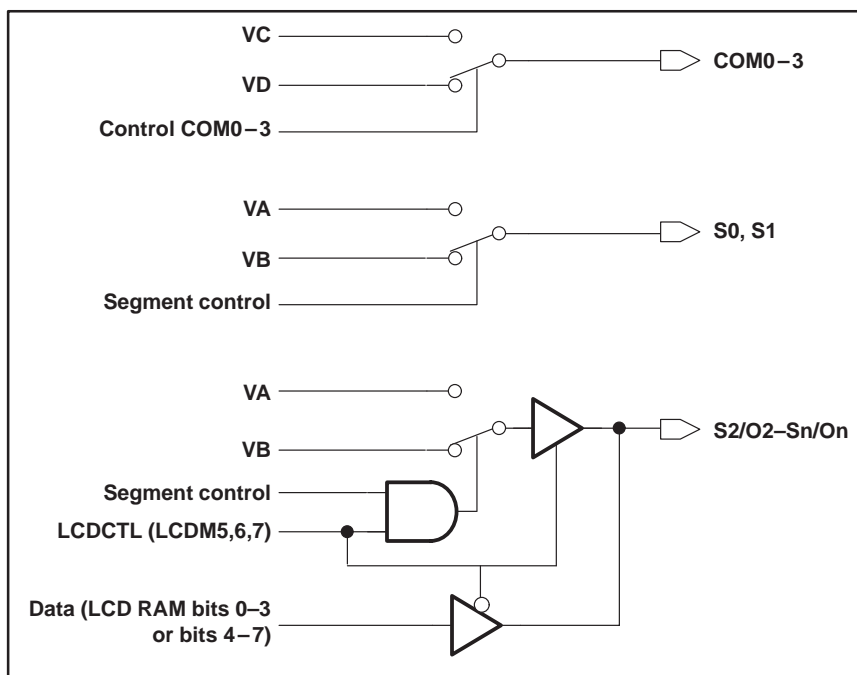 VC
COM0–3
VD
Control COM0–3
VA
S0, S1
VB
Segment control
VA
S2/O2–Sn/On
VB
Segment control
LCDCTL (LCDM5,6,7)
Data (LCD RAM bits 0–3
or bits 4–7)